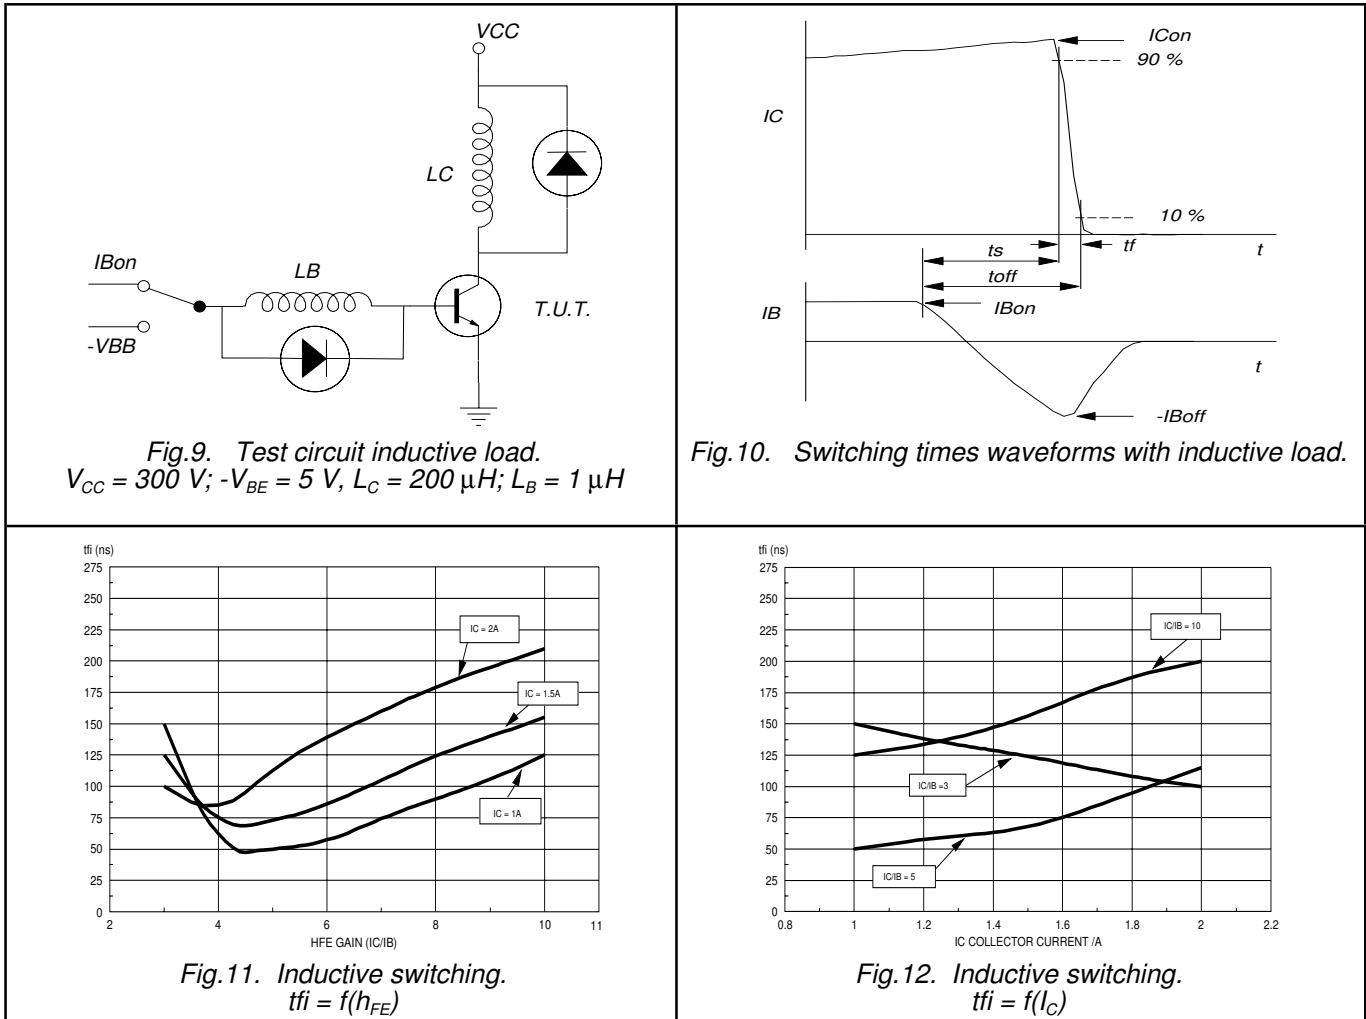 VCC
LC
IBon
LB
-VBB
T.U.T.
Fig.9. Test circuit inductive load.
V_CC = 300 V; -V_BE = 5 V, L_C = 200 μH; L_B = 1 μH
ICon
90 %
IC
10 %
t
ts
tf
toff
IB
IBon
t
-IBoff
Fig.10. Switching times waveforms with inductive load.
tfi (ns)
275
250
225
200
175
150
125
100
75
50
25
0
2 4 6 8 10 11
HFE GAIN (IC/IB)
IC = 2A
IC = 1.5A
IC = 1A
Fig.11. Inductive switching.
tfi = f(h_FE)
tfi (ns)
275
250
225
200
175
150
125
100
75
50
25
0
0.8 1 1.2 1.4 1.6 1.8 2 2.2
IC COLLECTOR CURRENT /A
IC/IB = 10
IC/IB =3
IC/IB = 5
Fig.12. Inductive switching.
tfi = f(I_C)